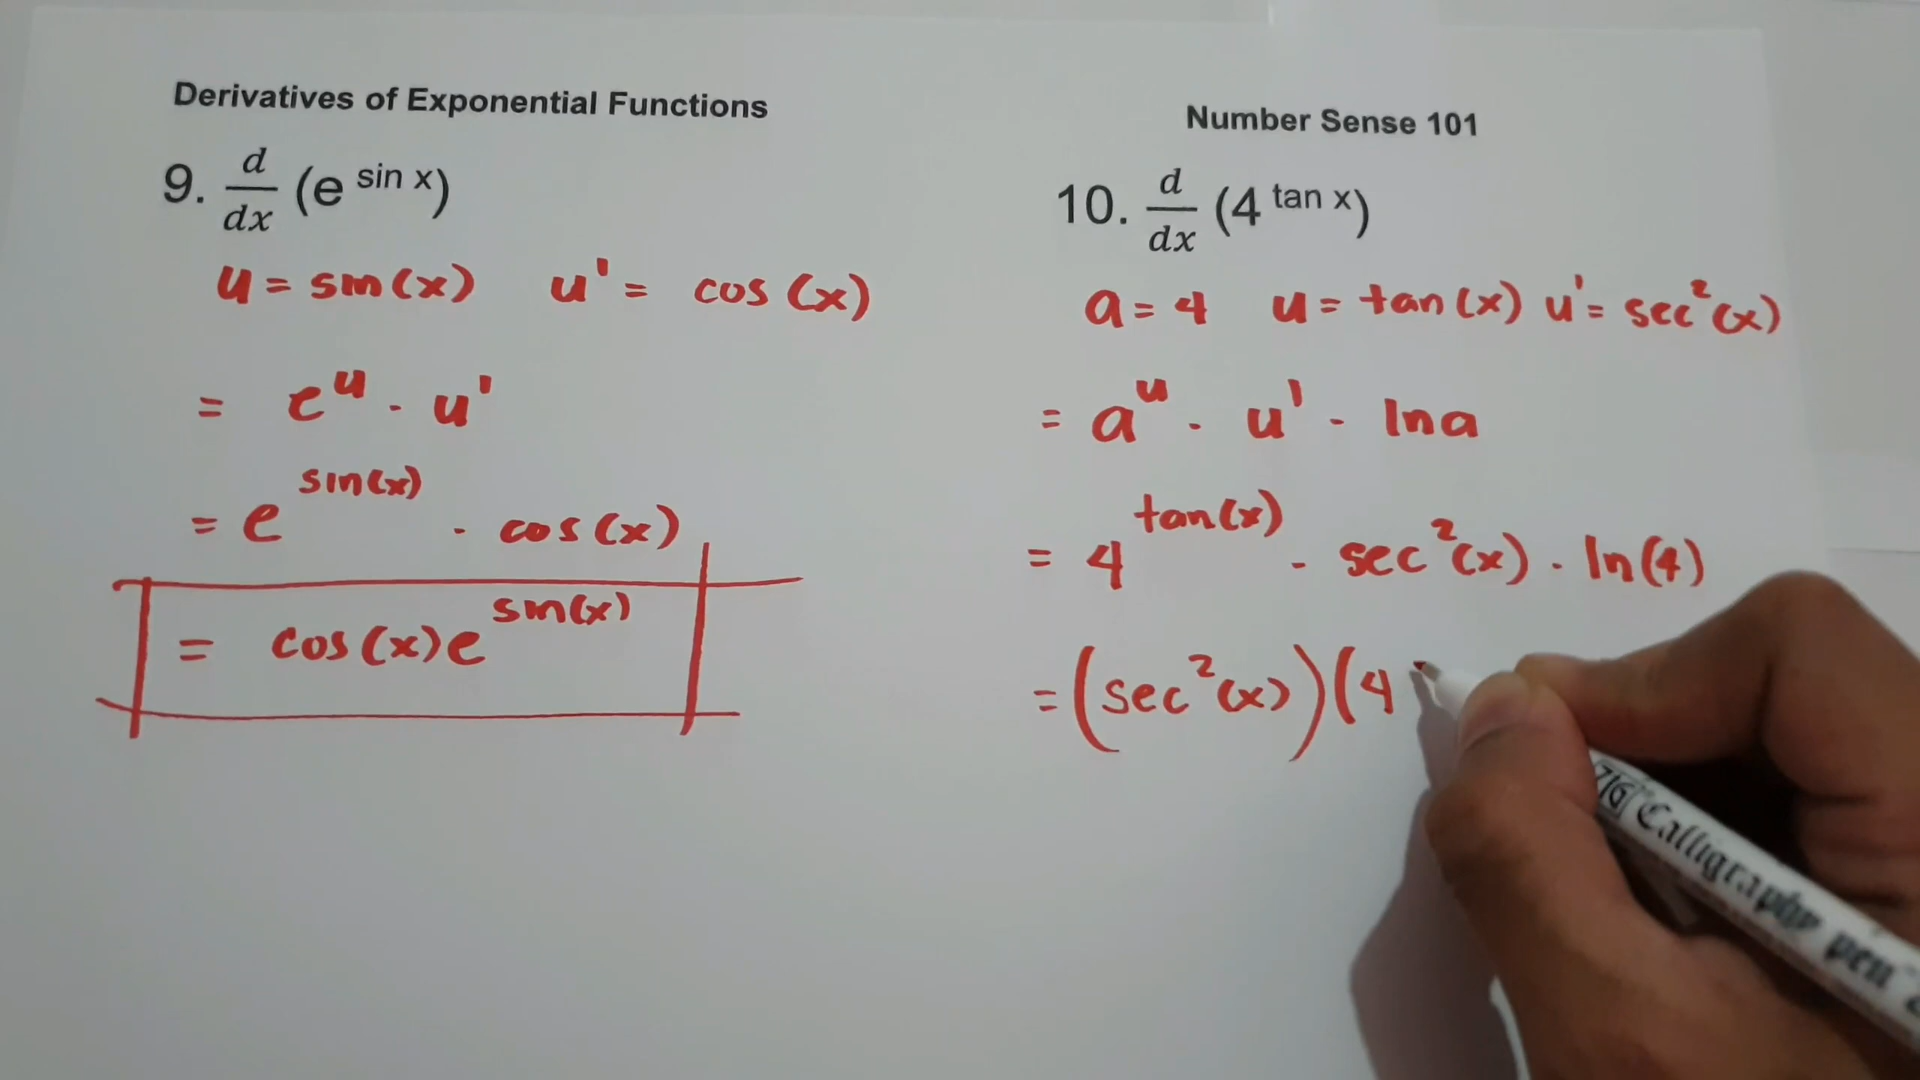 Derivatives of Exponential Functions
9. d/dx (e^sin x)
u = sin(x) u' = cos(x)
= e^u · u'
= e^sin(x) · cos(x)
= cos(x)e^sin(x)
Number Sense 101
10. d/dx (4^tan x)
a = 4 u = tan(x) u' = sec²(x)
= a^u · u' · ln a
= 4^tan(x) · sec²(x) · ln(4)
= (sec²(x))(4
Calligraphy pen